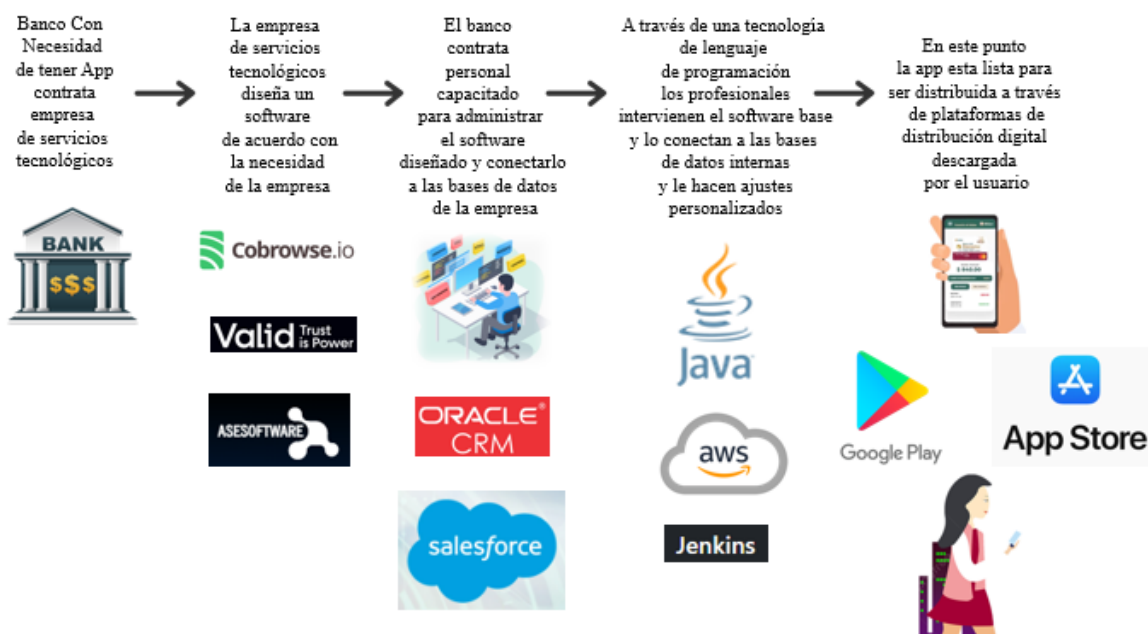 Banco Con
Necesidad
de tener App
contrata
empresa
de servicios
tecnológicos
La empresa
de servicios
tecnológicos
diseña un
software
de acuerdo con
la necesidad
de la empresa
El banco
contrata
personal
capacitado
para administrar
el software
diseñado y conectarlo
a las bases de datos
de la empresa
A través de una tecnología
de lenguaje
de programación
los profesionales
intervienen el software base
y lo conectan a las bases
de datos internas
y le hacen ajustes
personalizados
En este punto
la app esta lista para
ser distribuida a través
de plataformas de
distribución digital
descargada
por el usuario
BANK
$$$
Cobrowse.io
Valid Trust
is Power
ASESOFTWARE
ORACLE®
CRM
salesforce
Java
aws
Jenkins
Google Play
App Store